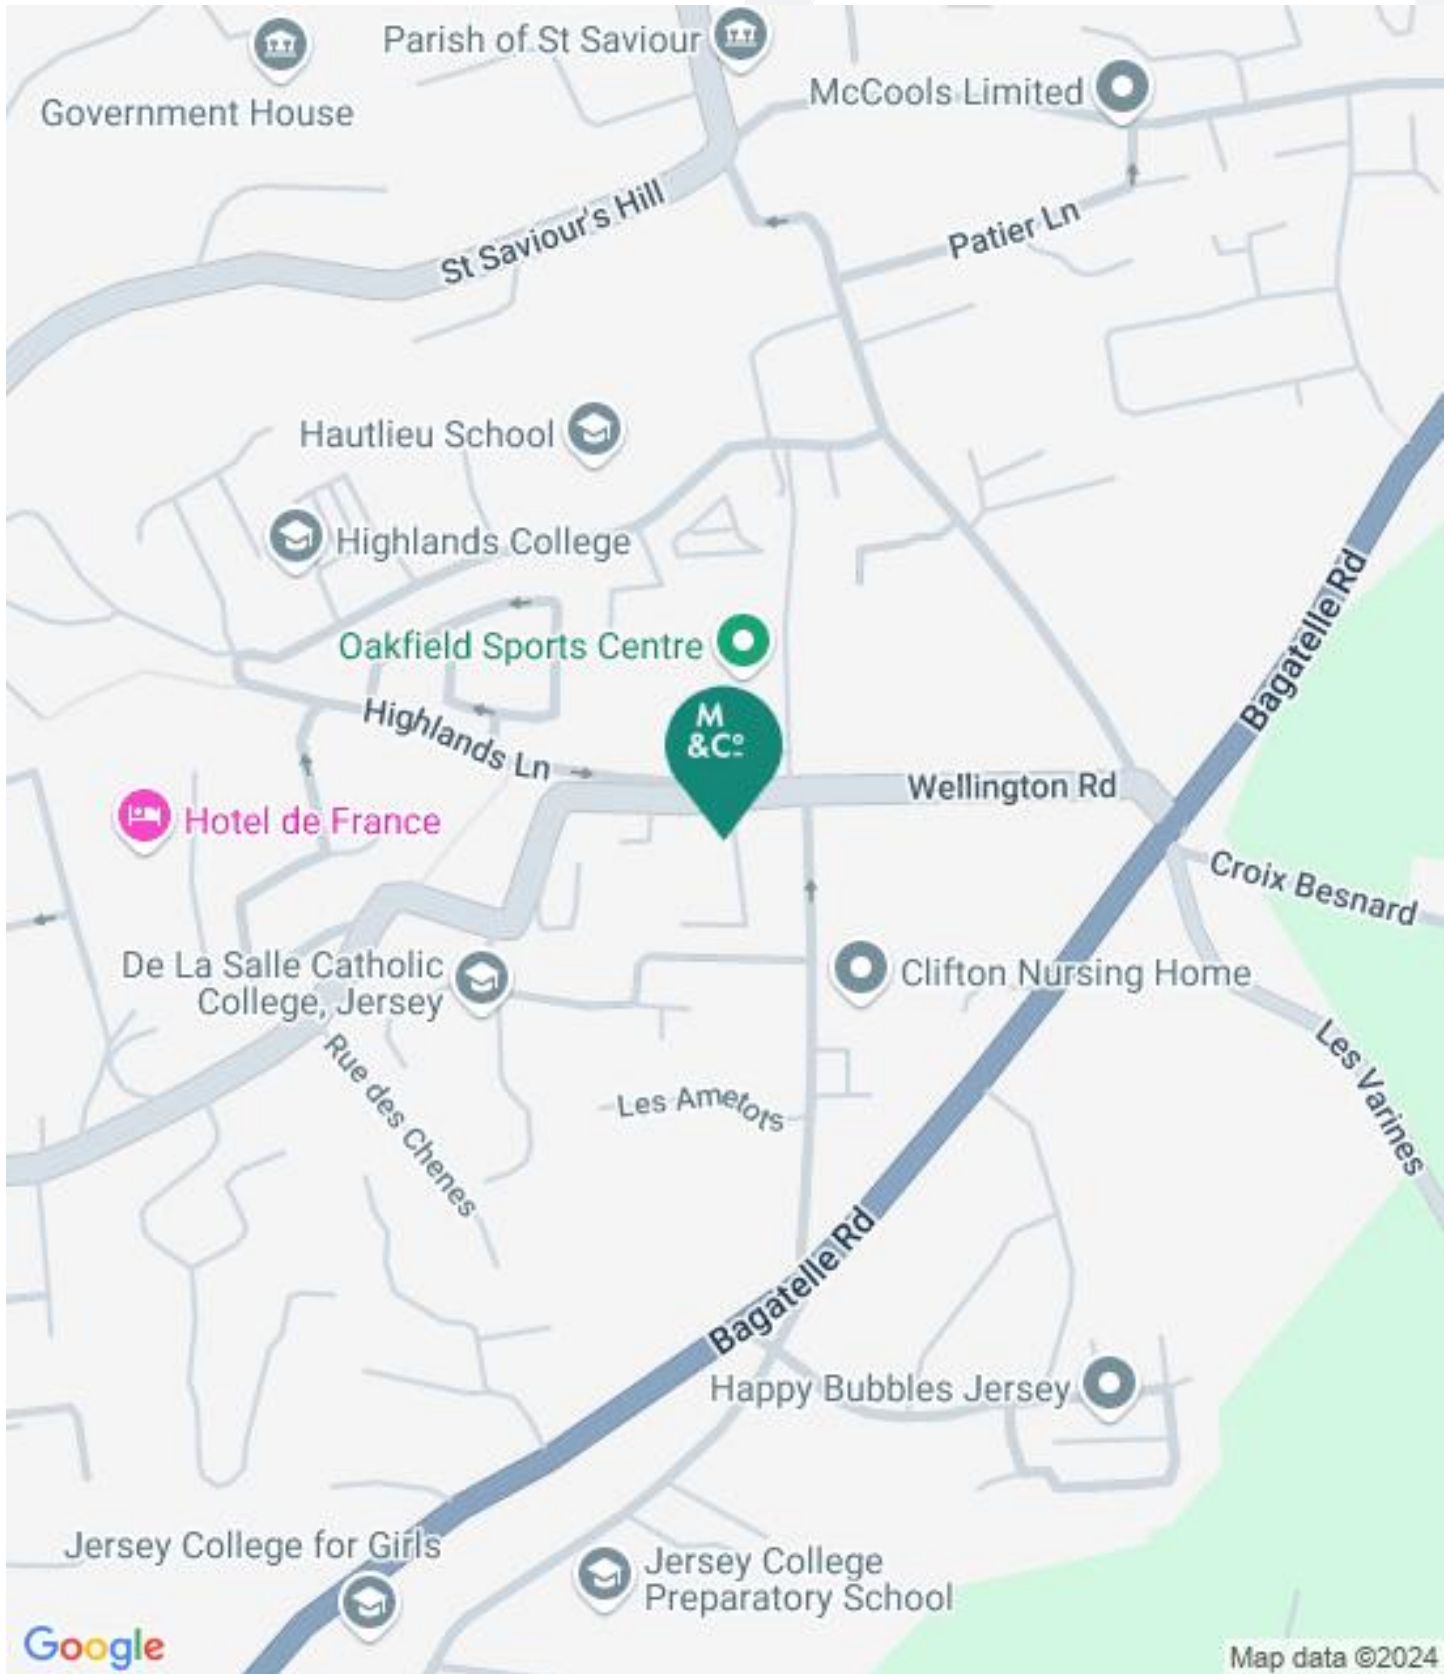 Parish of St Saviour
McCools Limited
Government House
St Saviour's Hill
Patier Ln
Hautlieu School
Highlands College
Bagatelle Rd
Oakfield Sports Centre
Highlands Ln
M
&Co
Wellington Rd
Hotel de France
Croix Besnard
De La Salle Catholic
College, Jersey
Clifton Nursing Home
Rue des Chenes
Les Varines
Les Ametots
Bagatelle Rd
Happy Bubbles Jersey
Jersey College for Girls
Jersey College
Preparatory School
Google
Map data ©2024